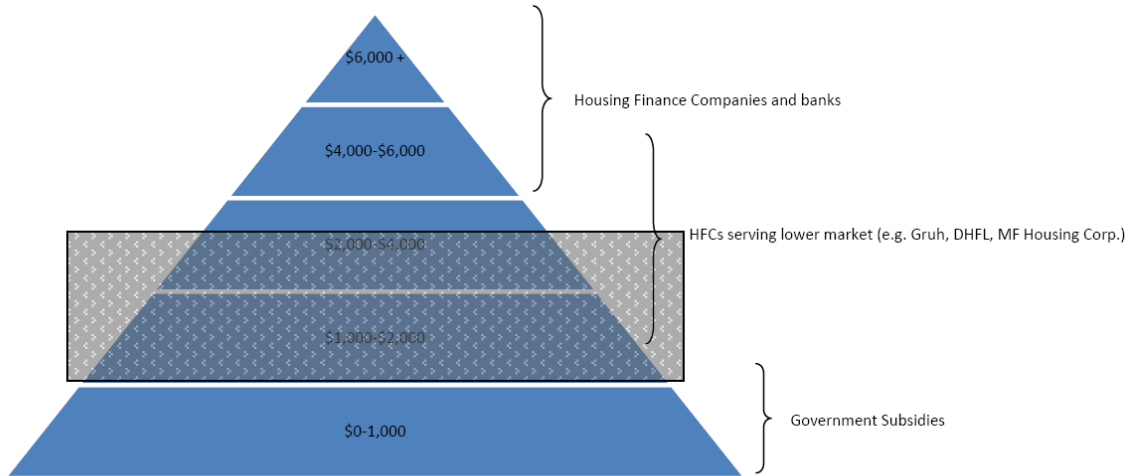 $6,000 +
Housing Finance Companies and banks
$4,000-$6,000
$2,000-$4,000
HFCs serving lower market (e.g. Gruh, DHFL, MF Housing Corp.)
$1,000-$2,000
Government Subsidies
$0-1,000